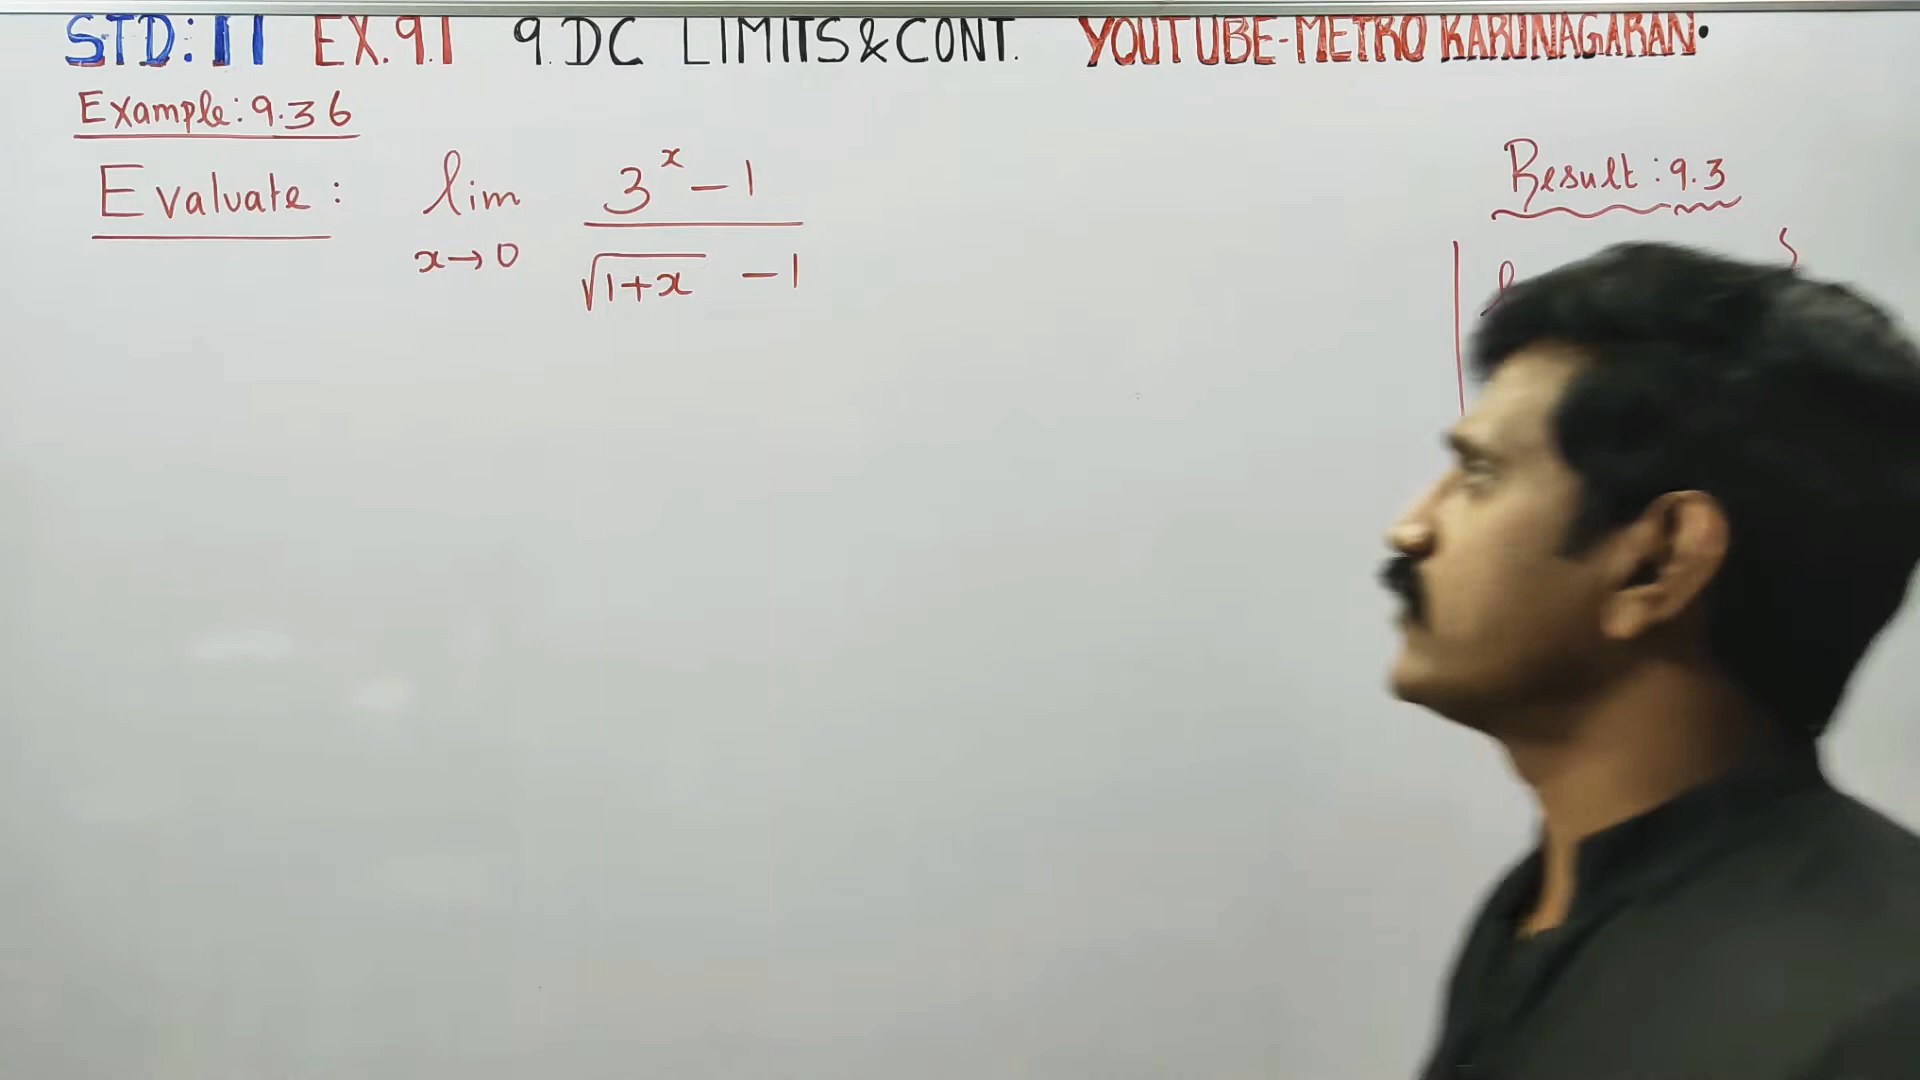 STD: 11 EX. 9.1 9. DC LIMITS & CONT. YOUTUBE-METRO KARUNAGARAN.
Example: 9.36
Evaluate: lim x→0 (3^x - 1) / (√(1+x) - 1)
Result: 9.3